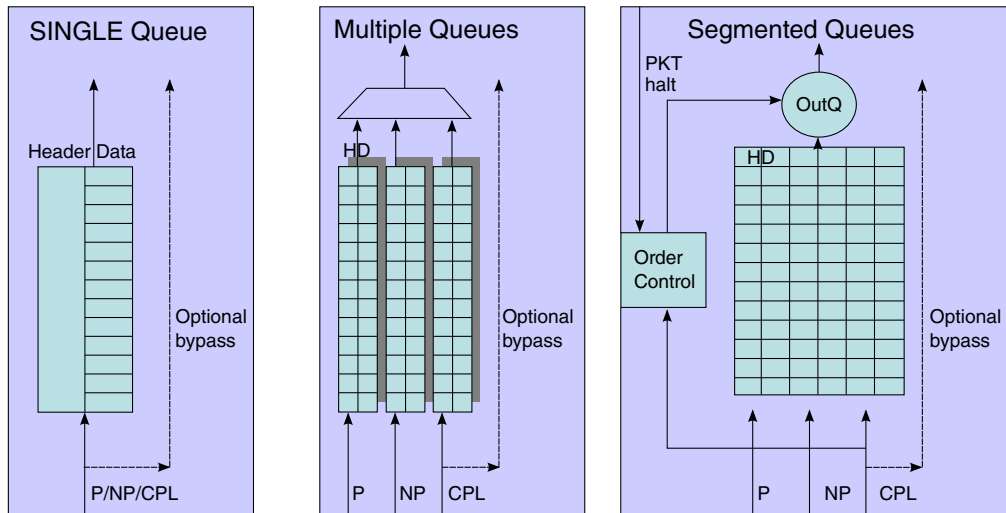 SINGLE Queue
Header Data
Optional
bypass
P/NP/CPL
Multiple Queues
HD
Optional
bypass
P
NP
CPL
Segmented Queues
PKT
halt
OutQ
HD
Order
Control
Optional
bypass
P
NP
CPL